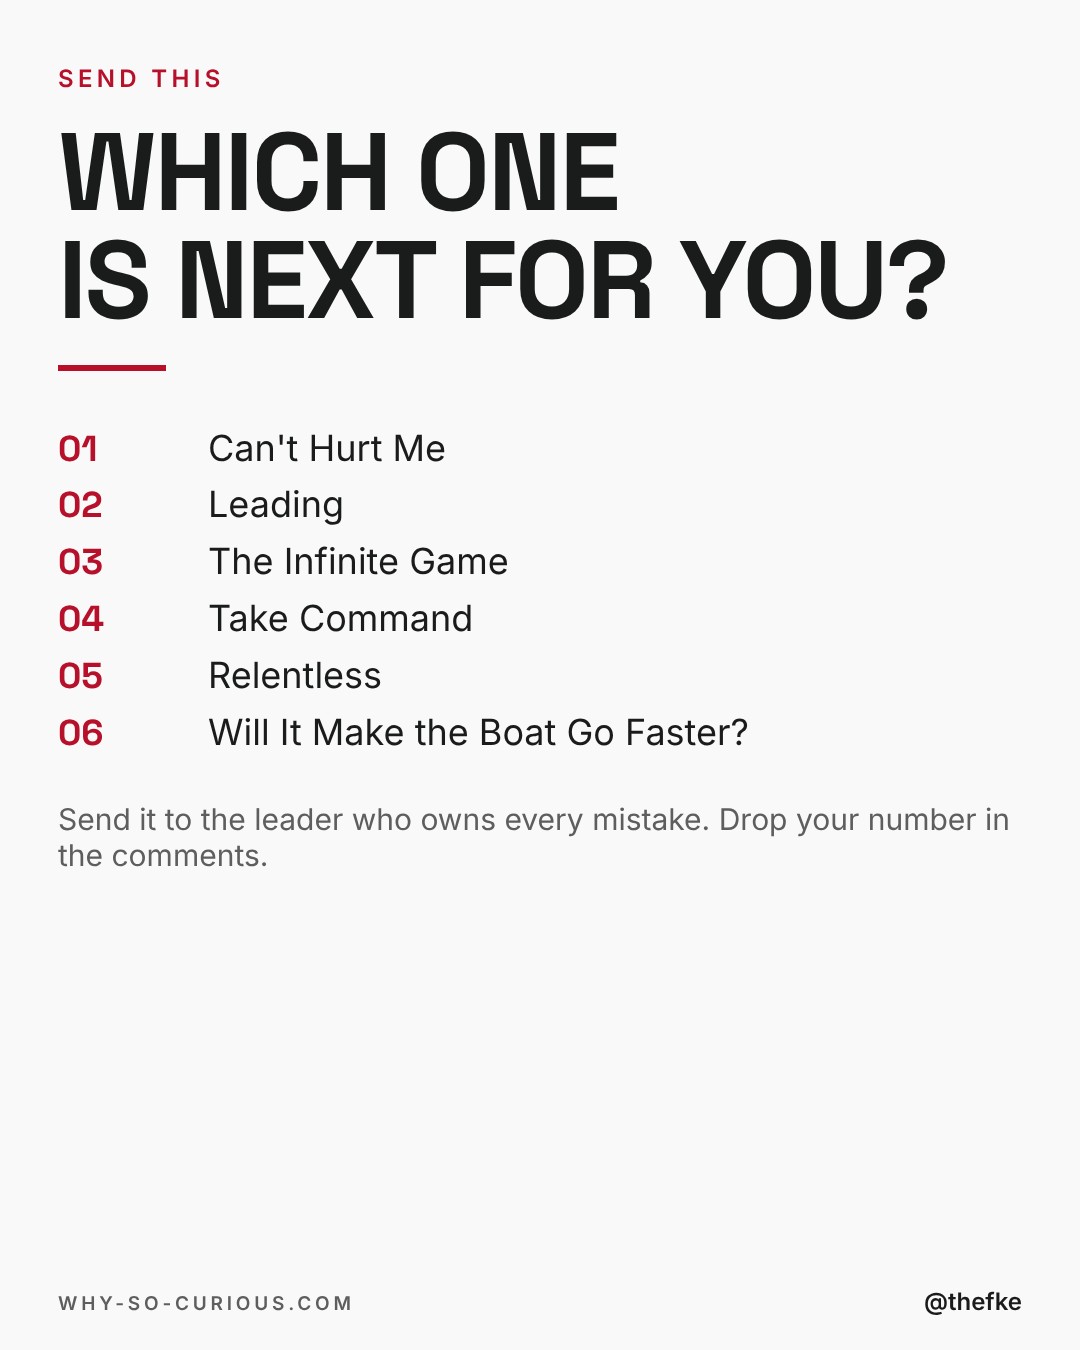 SEND THIS
WHICH ONE
IS NEXT FOR YOU?
01 Can't Hurt Me
02 Leading
03 The Infinite Game
04 Take Command
05 Relentless
06 Will It Make the Boat Go Faster?
Send it to the leader who owns every mistake. Drop your number in
the comments.
WHY-SO-CURIOUS.COM
@thefke